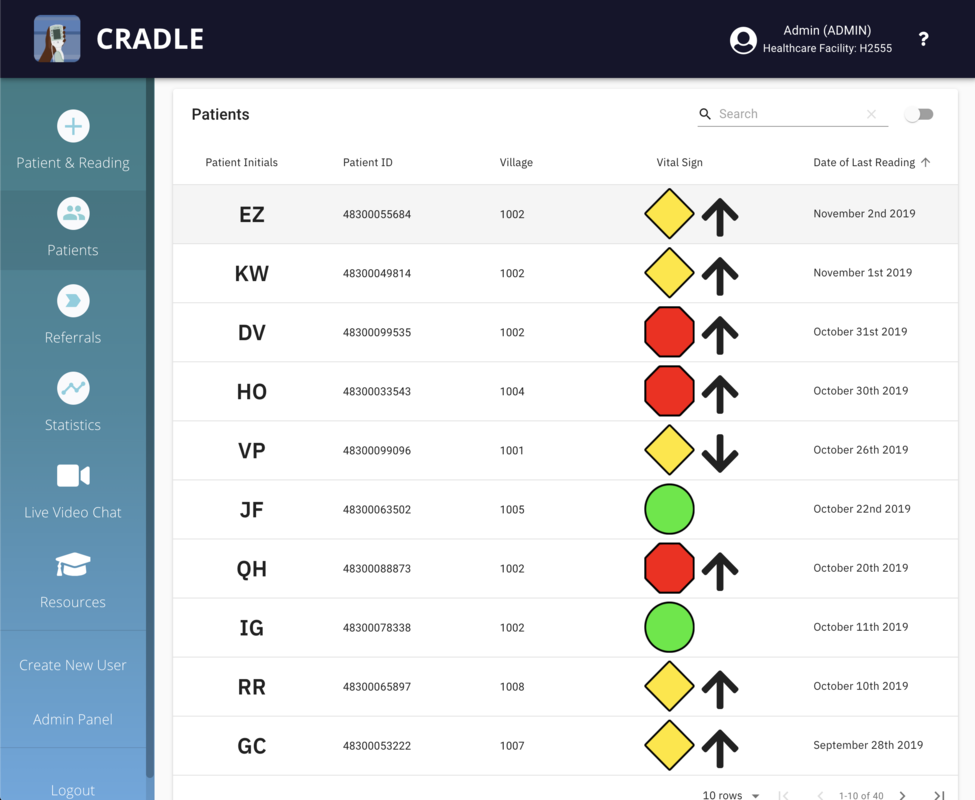 CRADLE
Admin (ADMIN)
Healthcare Facility: H2555
?
Patient & Reading
Patients
Referrals
Statistics
Live Video Chat
Resources
Create New User
Admin Panel
Logout
Patients
Search
Patient Initials Patient ID Village Vital Sign Date of Last Reading
EZ 48300055684 1002 November 2nd 2019
KW 48300049814 1002 November 1st 2019
DV 48300099535 1002 October 31st 2019
HO 48300033543 1004 October 30th 2019
VP 48300099096 1001 October 26th 2019
JF 48300063502 1005 October 22nd 2019
QH 48300088873 1002 October 20th 2019
IG 48300078338 1002 October 11th 2019
RR 48300065897 1008 October 10th 2019
GC 48300053222 1007 September 28th 2019
10 rows 1-10 of 40